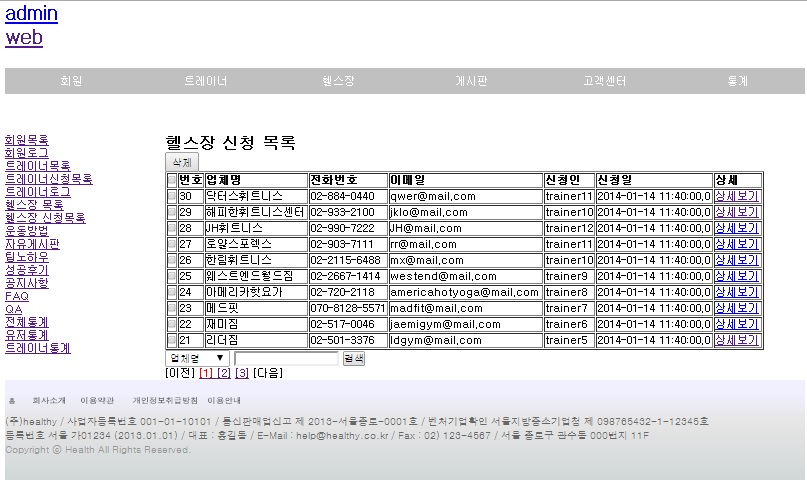 admin
web
회원 트레이너 헬스장 게시판 고객센터 통계
회원목록
회원로그
트레이너목록
트레이너신청목록
트레이너로그
헬스장 목록
헬스장 신청목록
운동방법
자유게시판
팁노하우
성공후기
공지사항
FAQ
QA
전체통계
유저통계
트레이너통계
헬스장 신청 목록
삭제
번호 업체명 전화번호 이메일 신청인 신청일 상세
30 닥터스휘트니스 02-884-0440 qwer@mail.com trainer11 2014-01-14 11:40:00.0 상세보기
29 해피한휘트니스센터 02-933-2100 jklo@mail.com trainer10 2014-01-14 11:40:00.0 상세보기
28 JH휘트니스 02-990-7222 JH@mail.com trainer12 2014-01-14 11:40:00.0 상세보기
27 로얄스포렉스 02-903-7111 rr@mail.com trainer11 2014-01-14 11:40:00.0 상세보기
26 한림휘트니스 02-2115-6488 mx@mail.com trainer10 2014-01-14 11:40:00.0 상세보기
25 웨스트엔드월드짐 02-2667-1414 westend@mail.com trainer9 2014-01-14 11:40:00.0 상세보기
24 아메리카핫요가 02-720-2118 americahotyoga@mail.com trainer8 2014-01-14 11:40:00.0 상세보기
23 메드핏 070-8128-5571 madfit@mail.com trainer7 2014-01-14 11:40:00.0 상세보기
22 재미짐 02-517-0046 jaemigym@mail.com trainer6 2014-01-14 11:40:00.0 상세보기
21 리더짐 02-501-3376 ldgym@mail.com trainer5 2014-01-14 11:40:00.0 상세보기
업체명 ▼ 검색
[이전] [1] [2] [3] [다음]
홈 회사소개 이용약관 개인정보취급방침 이용안내
(주)healthy / 사업자등록번호 001-01-10101 / 통신판매업신고 제 2013-서울종로-0001호 / 벤처기업확인 서울지방중소기업청 제 098765432-1-12345호
등록번호 서울 가01234 (2013.01.01) / 대표 : 홍길동 / E-Mail : help@healthy.co.kr / Fax : 02) 123-4567 / 서울 종로구 관수동 000번지 11F
Copyright ⓒ Health All Rights Reserved.